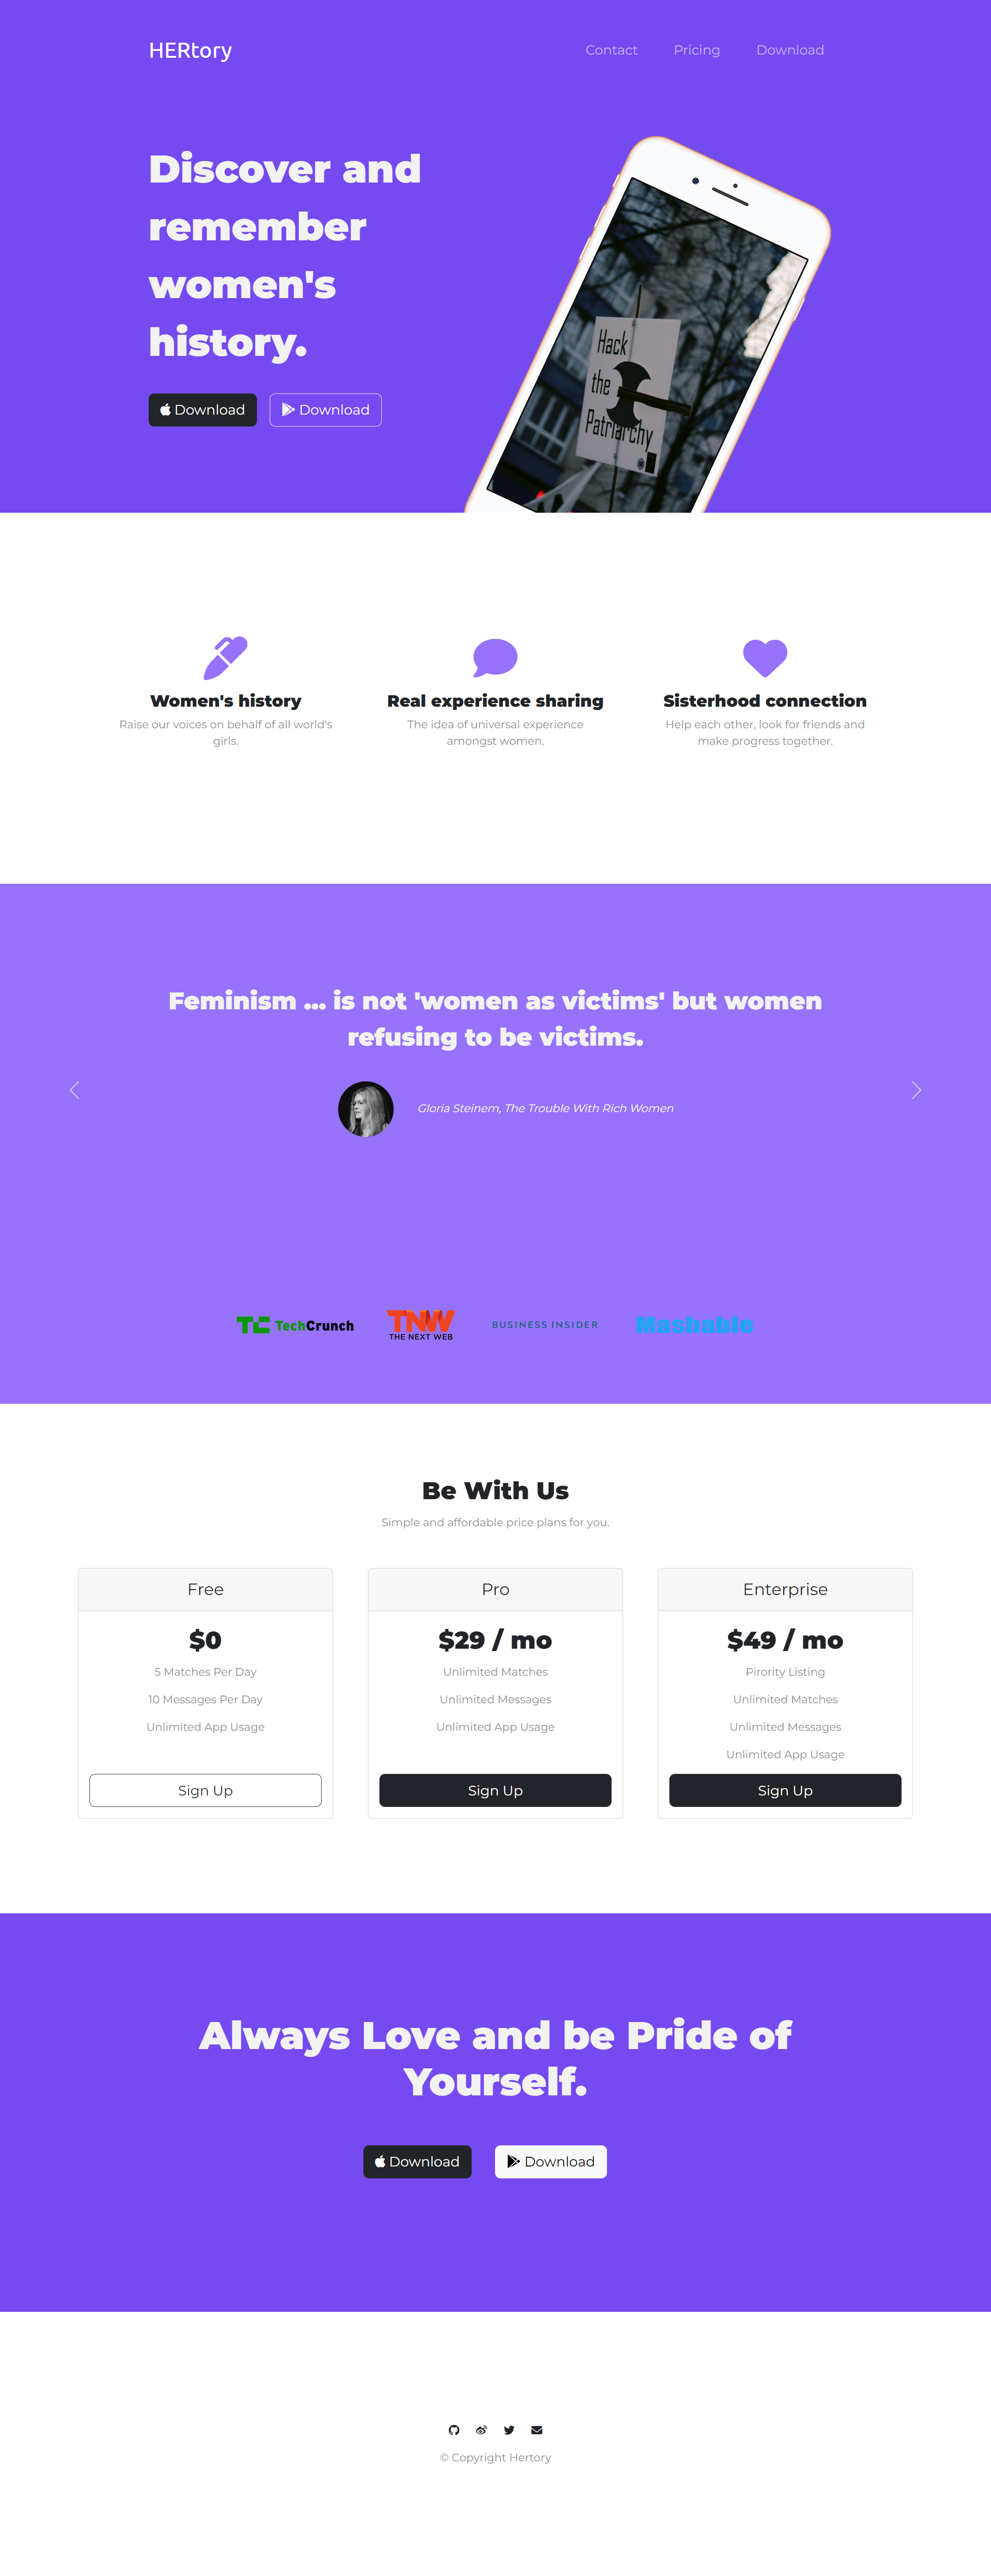 HERtory
Contact
Pricing
Download
Discover and
remember
women's
history.
Download
Download
Hack
the
Patriarchy
Women's history
Raise our voices on behalf of all world's
girls.
Real experience sharing
The idea of universal experience
amongst women.
Sisterhood connection
Help each other, look for friends and
make progress together.
Feminism ... is not 'women as victims' but women
refusing to be victims.
Gloria Steinem, The Trouble With Rich Women
TC TechCrunch
TNW
THE NEXT WEB
BUSINESS INSIDER
Mashable
Be With Us
Simple and affordable price plans for you.
Free
$0
5 Matches Per Day
10 Messages Per Day
Unlimited App Usage
Sign Up
Pro
$29 / mo
Unlimited Matches
Unlimited Messages
Unlimited App Usage
Sign Up
Enterprise
$49 / mo
Pirority Listing
Unlimited Matches
Unlimited Messages
Unlimited App Usage
Sign Up
Always Love and be Pride of
Yourself.
Download
Download
© Copyright Hertory